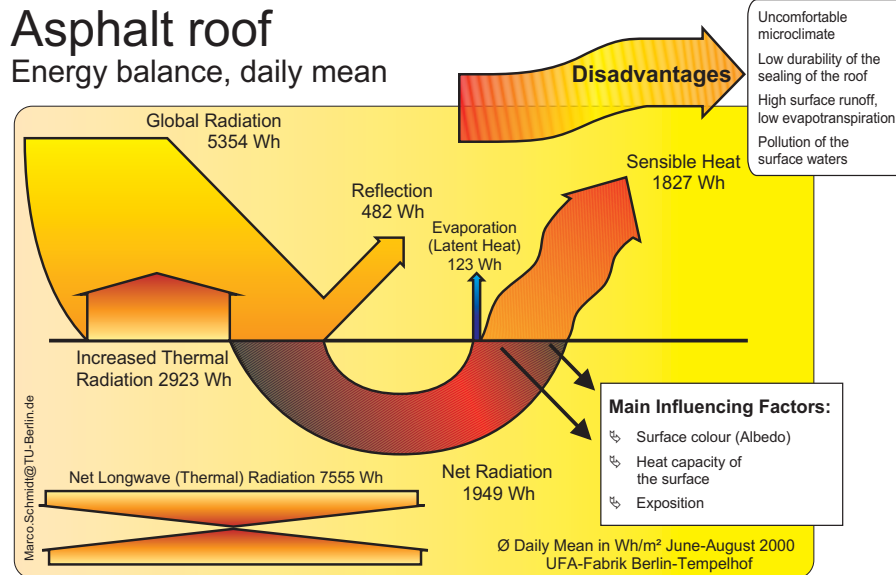 Asphalt roof
Energy balance, daily mean
Disadvantages
Uncomfortable
microclimate
Low durability of the
sealing of the roof
High surface runoff,
low evapotranspiration
Pollution of the
surface waters
Global Radiation
5354 Wh
Reflection
482 Wh
Evaporation
(Latent Heat)
123 Wh
Sensible Heat
1827 Wh
Increased Thermal
Radiation 2923 Wh
Net Radiation
1949 Wh
Main Influencing Factors:
Surface colour (Albedo)
Heat capacity of
the surface
Exposition
Net Longwave (Thermal) Radiation 7555 Wh
Ø Daily Mean in Wh/m² June-August 2000
UFA-Fabrik Berlin-Tempelhof
Marco.Schmidt@TU-Berlin.de